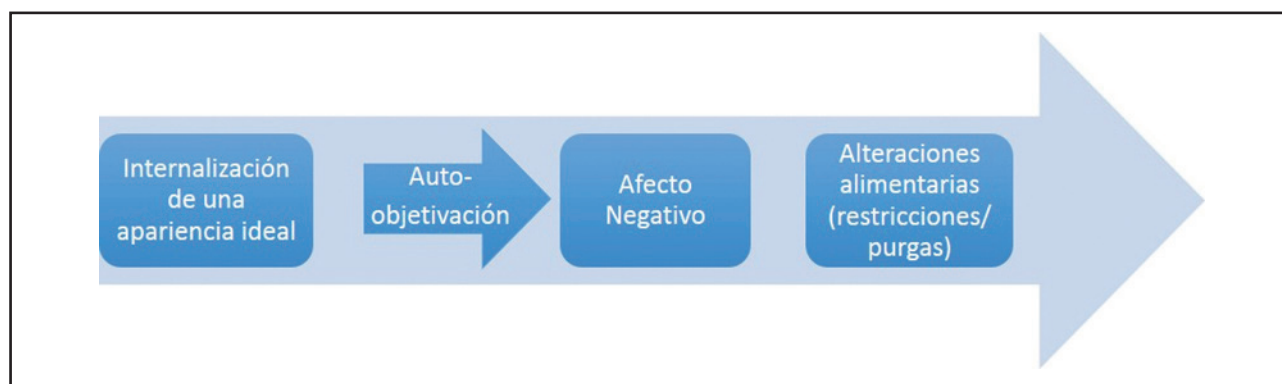 Internalización
de una
apariencia ideal
Auto-
objetivación
Afecto
Negativo
Alteraciones
alimentarias
(restricciones/
purgas)